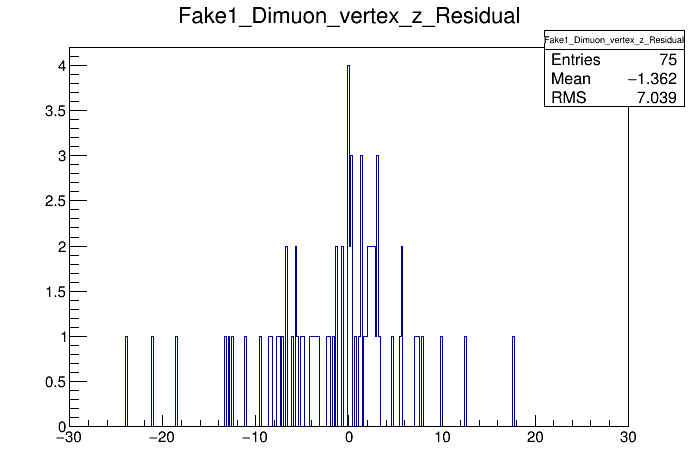 Fake1_Dimuon_vertex_z_Residual
Fake1_Dimuon_vertex_z_Residual
Entries 75
Mean −1.362
RMS 7.039
4
3.5
3
2.5
2
1.5
1
0.5
0
−30 −20 −10 0 10 20 30